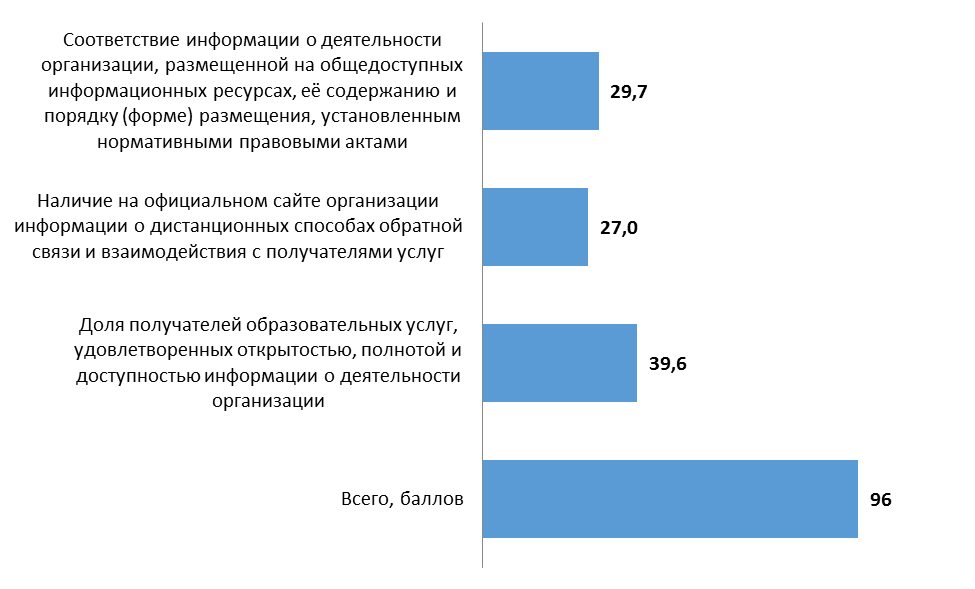 Соответствие информации о деятельности
организации, размещенной на общедоступных
информационных ресурсах, её содержанию и
порядку (форме) размещения, установленным
нормативными правовыми актами
29,7
Наличие на официальном сайте организации
информации о дистанционных способах обратной
связи и взаимодействия с получателями услуг
27,0
Доля получателей образовательных услуг,
удовлетворенных открытостью, полнотой и
доступностью информации о деятельности
организации
39,6
Всего, баллов
96